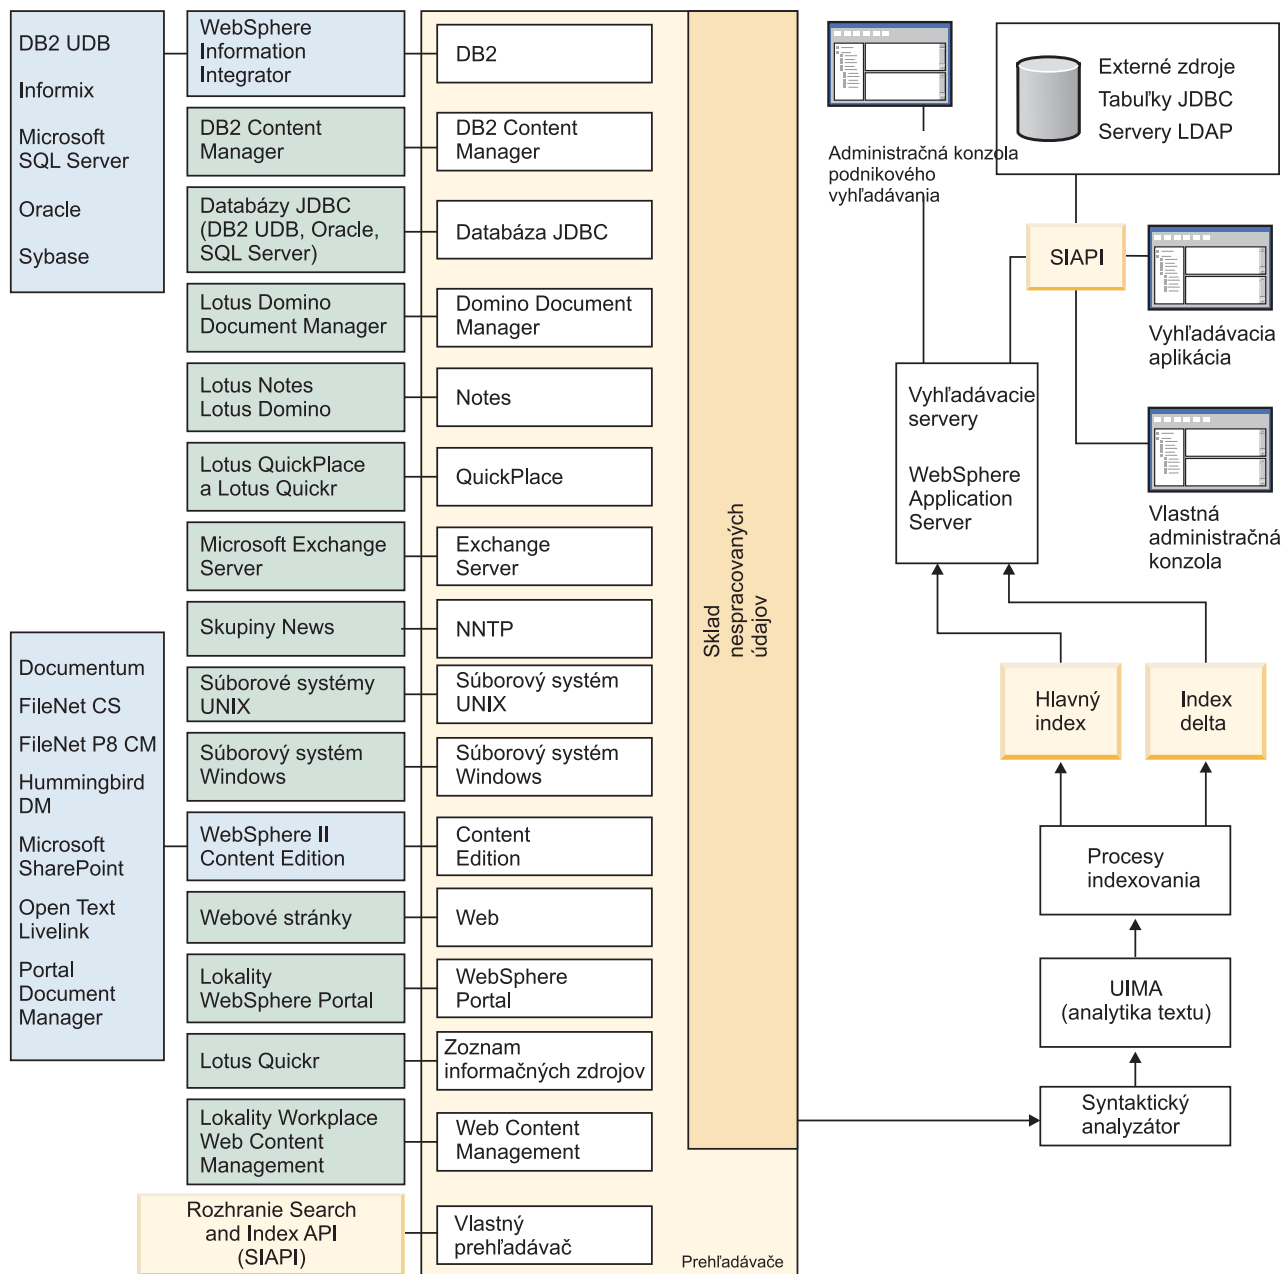 DB2 UDB
Informix
Microsoft
SQL Server
Oracle
Sybase
Documentum
FileNet CS
FileNet P8 CM
Hummingbird
DM
Microsoft
SharePoint
Open Text
Livelink
Portal
Document
Manager
WebSphere
Information
Integrator
DB2 Content
Manager
Databázy JDBC
(DB2 UDB, Oracle,
SQL Server)
Lotus Domino
Document Manager
Lotus Notes
Lotus Domino
Lotus QuickPlace
a Lotus Quickr
Microsoft Exchange
Server
Skupiny News
Súborové systémy
UNIX
Súborový systém
Windows
WebSphere II
Content Edition
Webové stránky
Lokality
WebSphere Portal
Lotus Quickr
Lokality Workplace
Web Content
Management
Rozhranie Search
and Index API
(SIAPI)
DB2
DB2 Content
Manager
Databáza JDBC
Domino Document
Manager
Notes
QuickPlace
Exchange
Server
NNTP
Súborový systém
UNIX
Súborový systém
Windows
Content
Edition
Web
WebSphere
Portal
Zoznam
informačných zdrojov
Web Content
Management
Vlastný
prehľadávač
Prehľadávače
Sklad
nespracovaných
údajov
Administračná konzola
podnikového
vyhľadávania
Externé zdroje
Tabuľky JDBC
Servery LDAP
SIAPI
Vyhľadávacia
aplikácia
Vlastná
administračná
konzola
Vyhľadávacie
servery
WebSphere
Application
Server
Hlavný
index
Index
delta
Procesy
indexovania
UIMA
(analytika textu)
Syntaktický
analyzátor